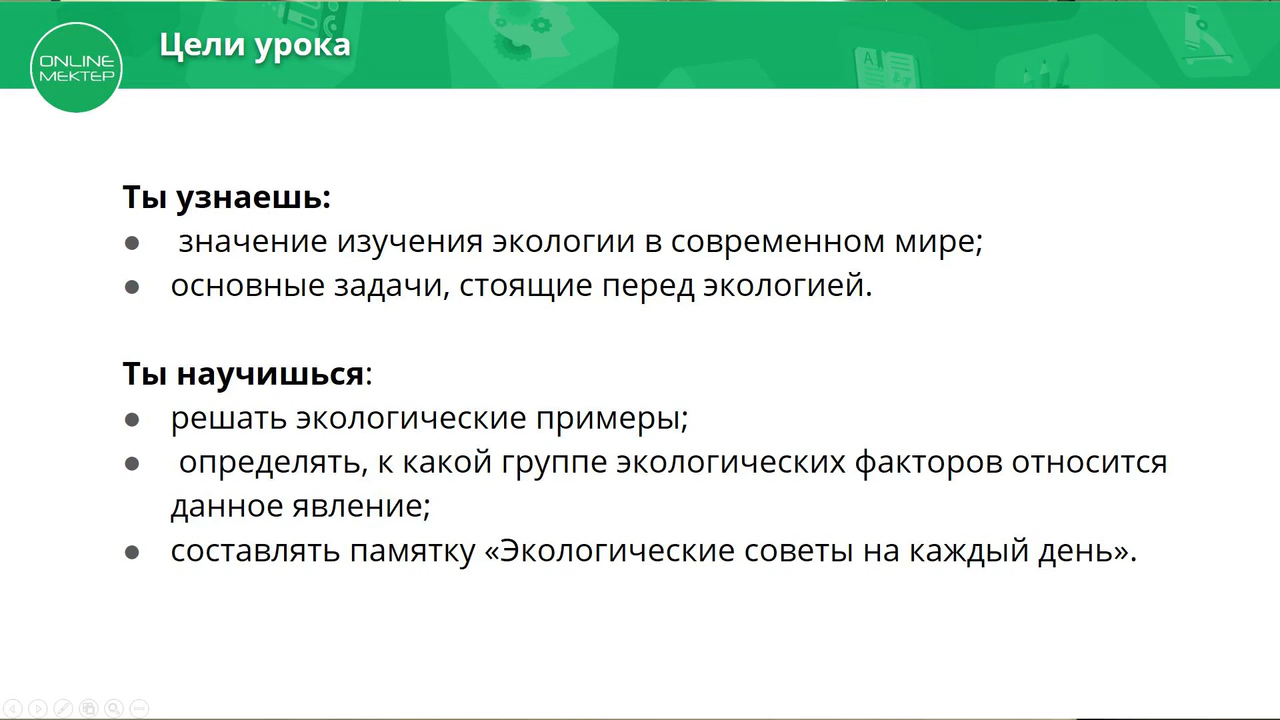 Цели урока
ONLINE
МЕКТЕР
Ты узнаешь:
● значение изучения экологии в современном мире;
● основные задачи, стоящие перед экологией.
Ты научишься:
● решать экологические примеры;
● определять, к какой группе экологических факторов относится
данное явление;
● составлять памятку «Экологические советы на каждый день».